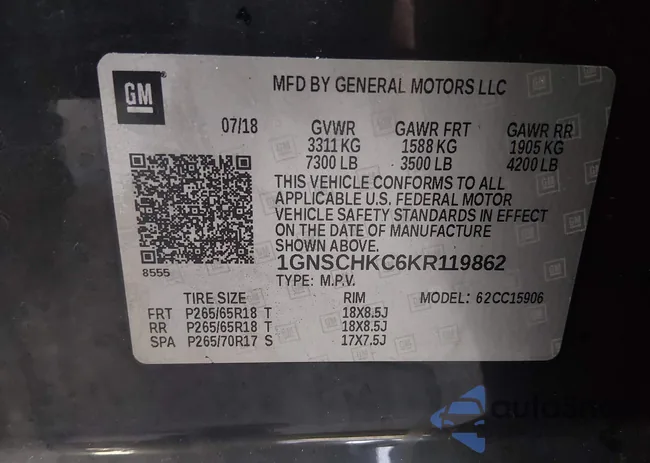 GM
MFD BY GENERAL MOTORS LLC
07/18 GVWR GAWR FRT GAWR RR
3311 KG 1588 KG 1905 KG
7300 LB 3500 LB 4200 LB
THIS VEHICLE CONFORMS TO ALL
APPLICABLE U.S. FEDERAL MOTOR
VEHICLE SAFETY STANDARDS IN EFFECT
ON THE DATE OF MANUFACTURE
SHOWN ABOVE.
8555
1GNSCHKC6KR119862
TYPE: M.P.V. MODEL: 62CC15906
TIRE SIZE RIM
FRT P265/65R18 T 18X8.5J
RR P265/65R18 T 18X8.5J
SPA P265/70R17 S 17X7.5J